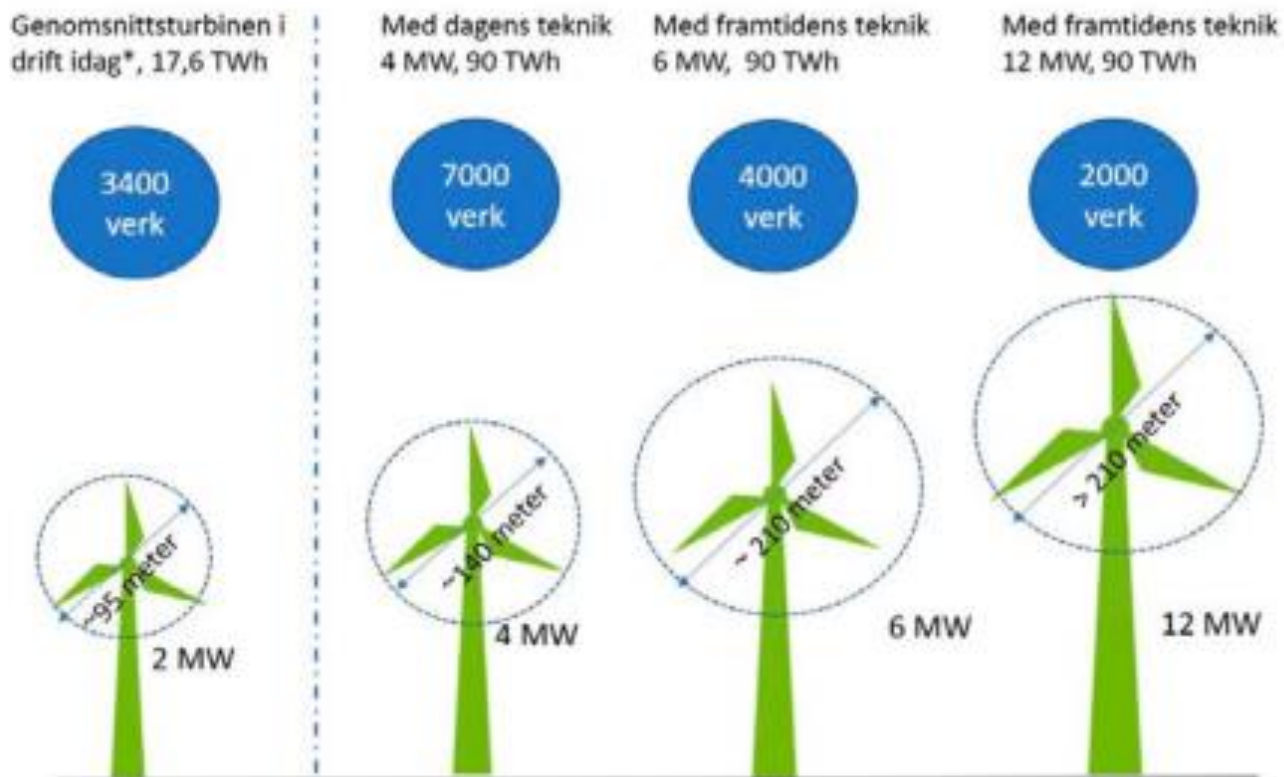 Genomsnittsturbinen i
drift idag*, 17,6 TWh
Med dagens teknik
4 MW, 90 TWh
Med framtidens teknik
6 MW, 90 TWh
Med framtidens teknik
12 MW, 90 TWh
3400
verk
7000
verk
4000
verk
2000
verk
~95 meter
2 MW
~140 meter
4 MW
~ 210 meter
6 MW
> 210 meter
12 MW